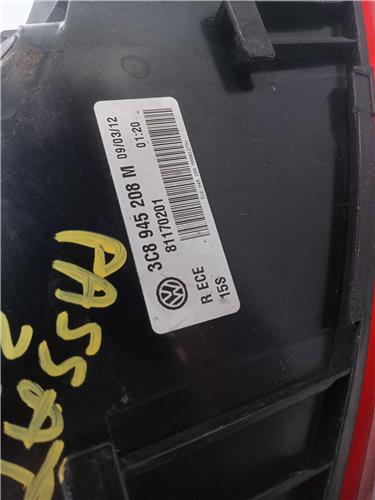 3C8 945 208 M 09/03/12
81170201 01:20
R ECE
15S
PASSAT